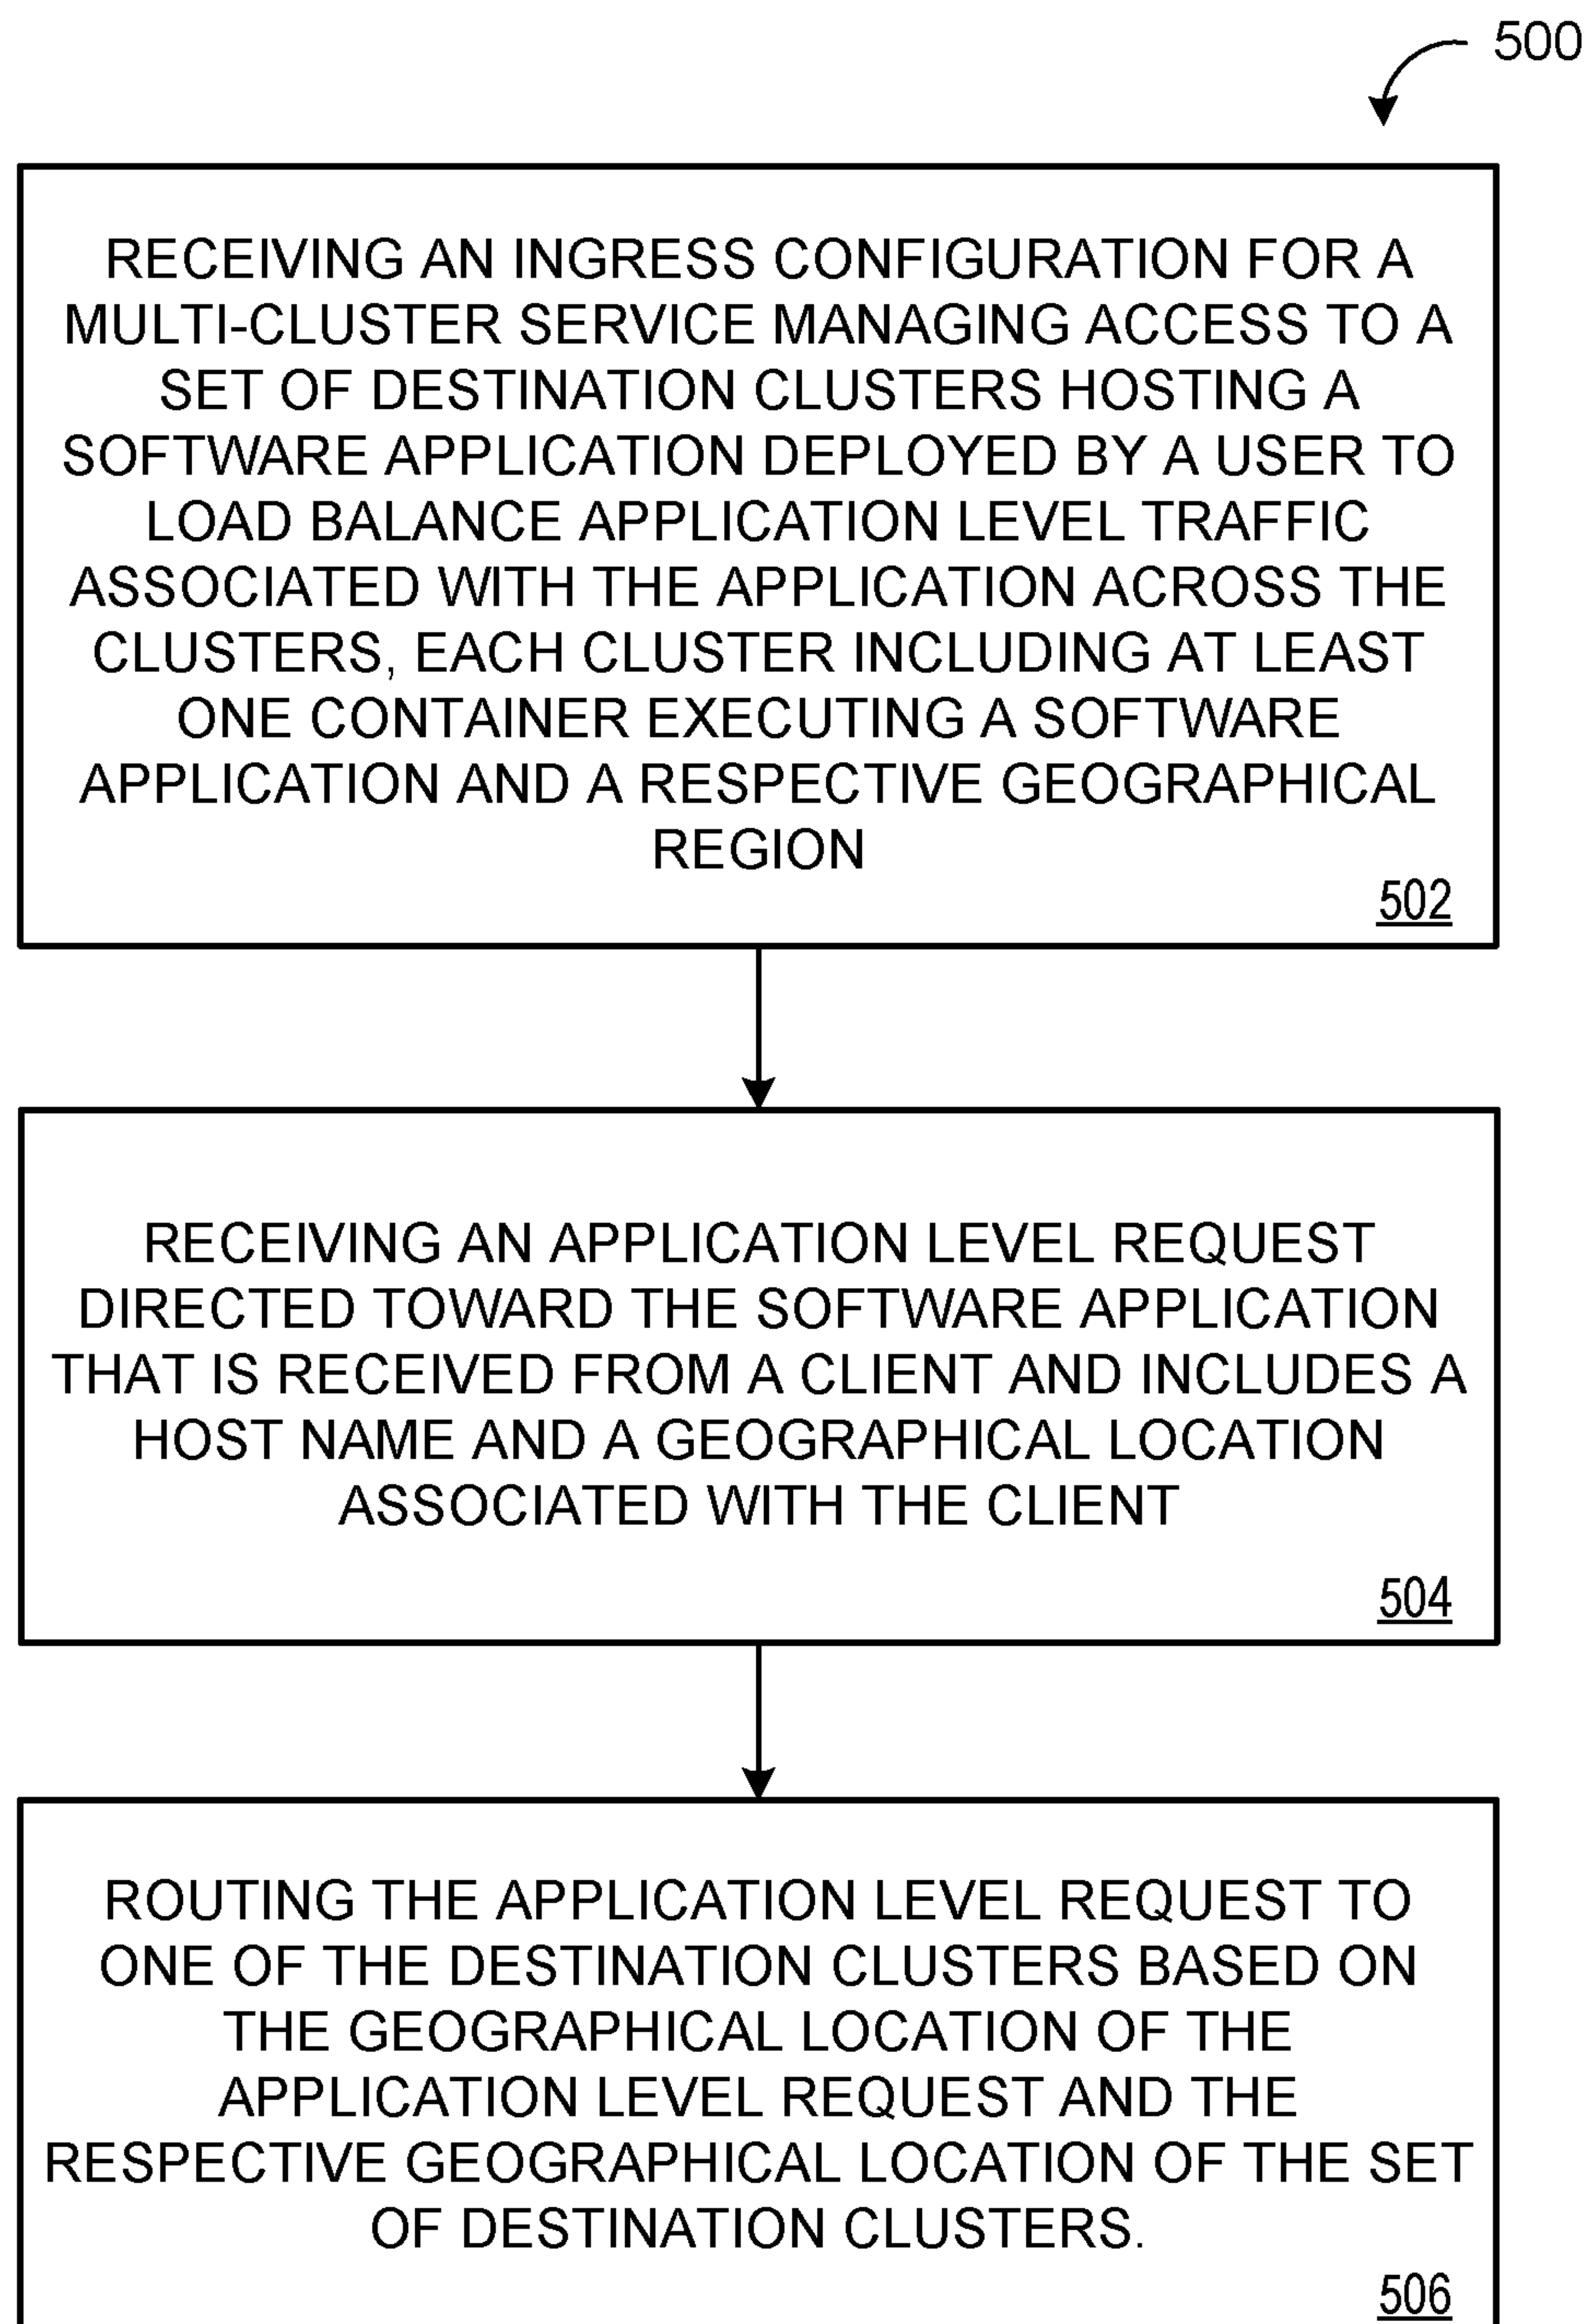 500
RECEIVING AN INGRESS CONFIGURATION FOR A
MULTI-CLUSTER SERVICE MANAGING ACCESS TO A
SET OF DESTINATION CLUSTERS HOSTING A
SOFTWARE APPLICATION DEPLOYED BY A USER TO
LOAD BALANCE APPLICATION LEVEL TRAFFIC
ASSOCIATED WITH THE APPLICATION ACROSS THE
CLUSTERS, EACH CLUSTER INCLUDING AT LEAST
ONE CONTAINER EXECUTING A SOFTWARE
APPLICATION AND A RESPECTIVE GEOGRAPHICAL
REGION
502
RECEIVING AN APPLICATION LEVEL REQUEST
DIRECTED TOWARD THE SOFTWARE APPLICATION
THAT IS RECEIVED FROM A CLIENT AND INCLUDES A
HOST NAME AND A GEOGRAPHICAL LOCATION
ASSOCIATED WITH THE CLIENT
504
ROUTING THE APPLICATION LEVEL REQUEST TO
ONE OF THE DESTINATION CLUSTERS BASED ON
THE GEOGRAPHICAL LOCATION OF THE
APPLICATION LEVEL REQUEST AND THE
RESPECTIVE GEOGRAPHICAL LOCATION OF THE SET
OF DESTINATION CLUSTERS.
506